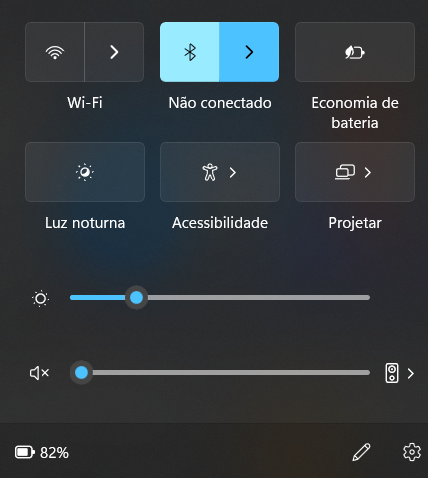 Wi-Fi
Não conectado
Economia de
bateria
Luz noturna
Acessibilidade
Projetar
82%